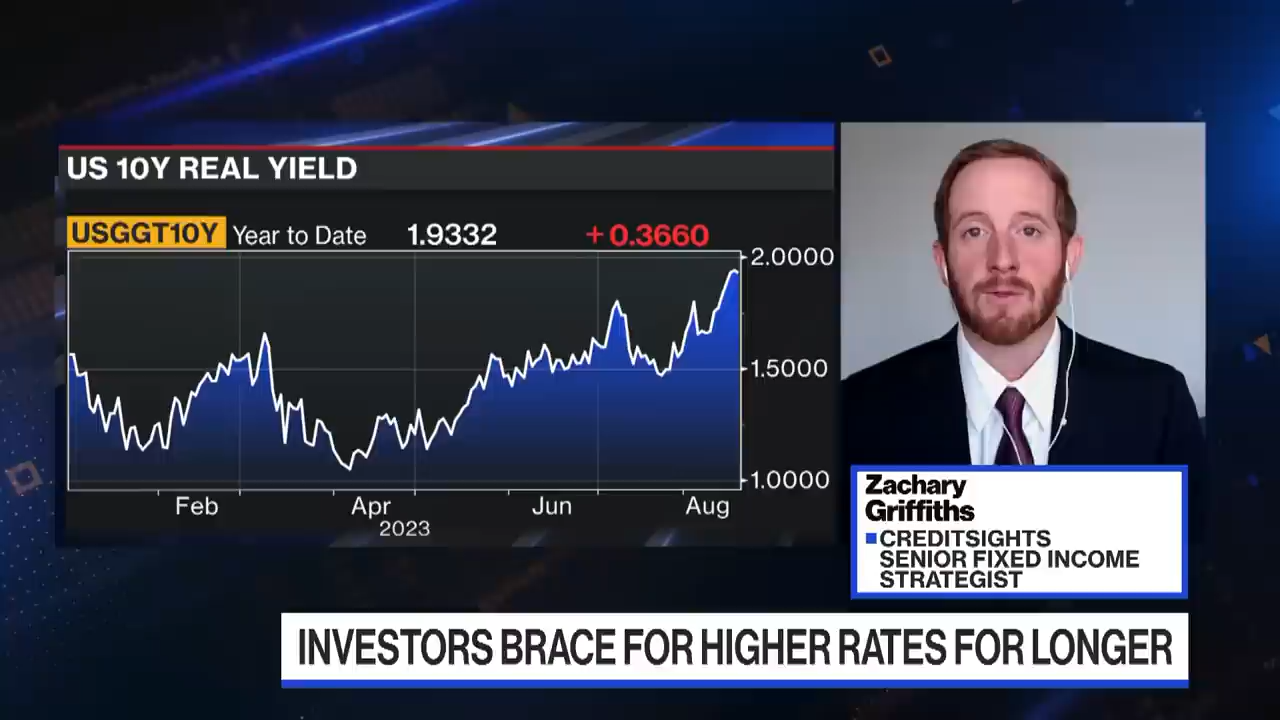 US 10Y REAL YIELD
USGGT10Y Year to Date 1.9332 +0.3660
2.0000
1.5000
1.0000
Feb Apr Jun Aug
2023
Zachary
Griffiths
CREDITSIGHTS
SENIOR FIXED INCOME
STRATEGIST
INVESTORS BRACE FOR HIGHER RATES FOR LONGER